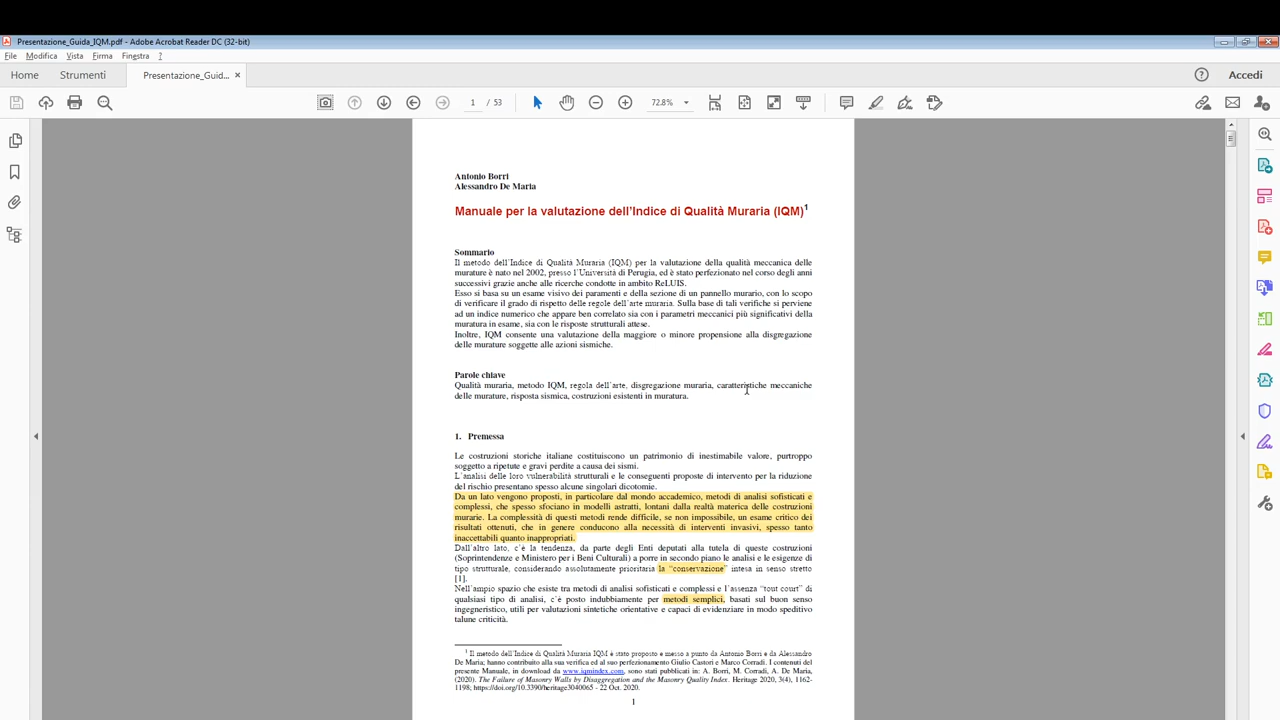 Presentazione_Guida_IQM.pdf - Adobe Acrobat Reader DC (32-bit)
File Modifica Vista Firma Finestra ?
Home Strumenti Presentazione_Guid... × Accedi
1 / 53 72.8%
Antonio Borri
Alessandro De Maria
Manuale per la valutazione dell'Indice di Qualità Muraria (IQM)1
Sommario
Il metodo dell'Indice di Qualità Muraria (IQM) per la valutazione della qualità meccanica delle
murature è nato nel 2002, presso l'Università di Perugia, ed è stato perfezionato nel corso degli anni
successivi grazie anche alle ricerche condotte in ambito ReLUIS.
Esso si basa su un esame visivo dei paramenti e della sezione di un pannello murario, con lo scopo
di verificare il grado di rispetto delle regole dell'arte muraria. Sulla base di tali verifiche si perviene
ad un indice numerico che appare ben correlato sia con i parametri meccanici più significativi della
muratura in esame, sia con le risposte strutturali attese.
Inoltre, IQM consente una valutazione della maggiore o minore propensione alla disgregazione
delle murature soggette alle azioni sismiche.
Parole chiave
Qualità muraria, metodo IQM, regola dell'arte, disgregazione muraria, caratteristiche meccaniche
delle murature, risposta sismica, costruzioni esistenti in muratura.
1. Premessa
Le costruzioni storiche italiane costituiscono un patrimonio di inestimabile valore, purtroppo
soggetto a ripetute e gravi perdite a causa dei sismi.
L'analisi delle loro vulnerabilità strutturali e le conseguenti proposte di intervento per la riduzione
del rischio presentano spesso alcune singolari dicotomie.
Da un lato vengono proposti, in particolare dal mondo accademico, metodi di analisi sofisticati e
complessi, che spesso sfociano in modelli astratti, lontani dalla realtà materica delle costruzioni
murarie. La complessità di questi metodi rende difficile, se non impossibile, un esame critico dei
risultati ottenuti, che in genere conducono alla necessità di interventi invasivi, spesso tanto
inaccettabili quanto inappropriati.
Dall'altro lato, c'è la tendenza, da parte degli Enti deputati alla tutela di queste costruzioni
(Soprintendenze e Ministero per i Beni Culturali) a porre in secondo piano le analisi e le esigenze di
tipo strutturale, considerando assolutamente prioritaria la "conservazione" intesa in senso stretto
[1].
Nell'ampio spazio che esiste tra metodi di analisi sofisticati e complessi e l'assenza "tout court" di
qualsiasi tipo di analisi, c'è posto indubbiamente per metodi semplici, basati sul buon senso
ingegneristico, utili per valutazioni sintetiche orientative e capaci di evidenziare in modo speditivo
talune criticità.
1 Il metodo dell'Indice di Qualità Muraria IQM è stato proposto e messo a punto da Antonio Borri e da Alessandro
De Maria; hanno contribuito alla sua verifica ed al suo perfezionamento Giulio Castori e Marco Corradi. I contenuti del
presente Manuale, in download da www.iqmindex.com, sono stati pubblicati in: A. Borri, M. Corradi, A. De Maria,
(2020). The Failure of Masonry Walls by Disaggregation and the Masonry Quality Index. Heritage 2020, 3(4), 1162-
1198; https://doi.org/10.3390/heritage3040065 - 22 Oct. 2020.
1